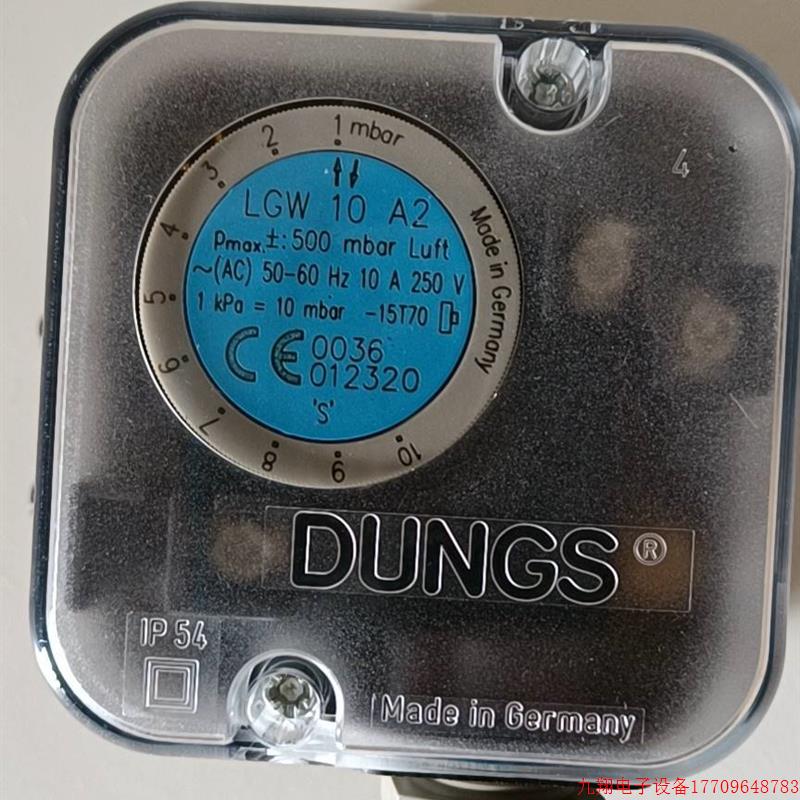 4
1 mbar
2
3
4
5
6
7
8
9
10
Made in Germany
LGW 10 A2
Pmax.±:500 mbar Luft
~(AC) 50-60 Hz 10 A 250 V
1 kPa = 10 mbar -15T70
CE 0036
012320
'S'
DUNGS®
IP 54
Made in Germany
九翔电子设备17709648783